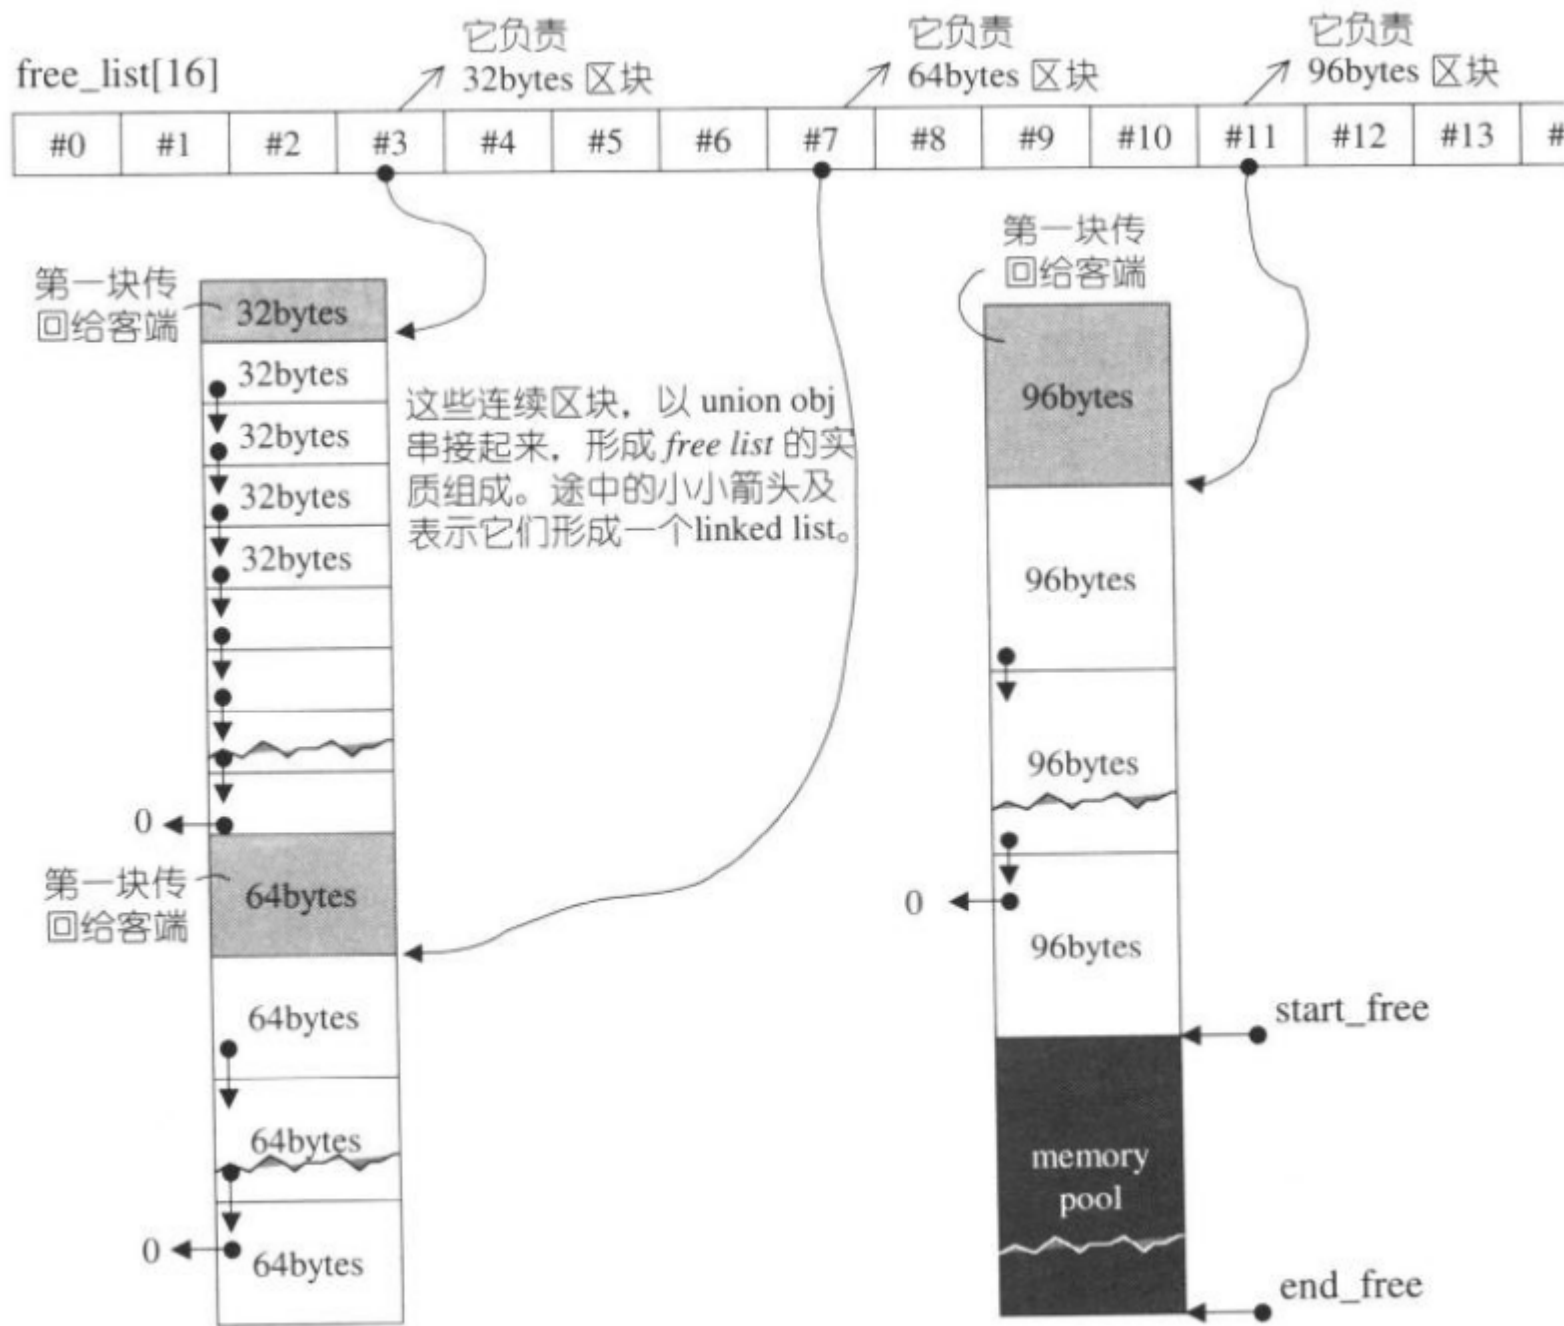 它负责
32bytes 区块
它负责
64bytes 区块
它负责
96bytes 区块
free_list[16]
#0 #1 #2 #3 #4 #5 #6 #7 #8 #9 #10 #11 #12 #13 #
第一块传
回给客端
32bytes
32bytes
32bytes
32bytes
32bytes
0
这些连续区块，以 union obj
串接起来，形成 free list 的实
质组成。途中的小小箭头及
表示它们形成一个linked list。
第一块传
回给客端
64bytes
64bytes
64bytes
0
64bytes
第一块传
回给客端
96bytes
96bytes
96bytes
0
96bytes
start_free
memory
pool
end_free